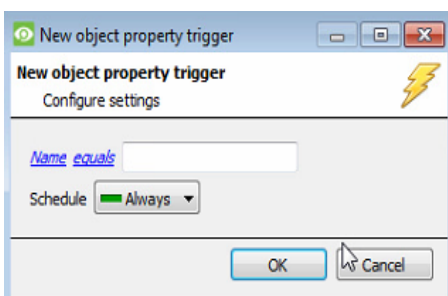 New object property trigger
New object property trigger
Configure settings
Name equals
Schedule Always
OK Cancel